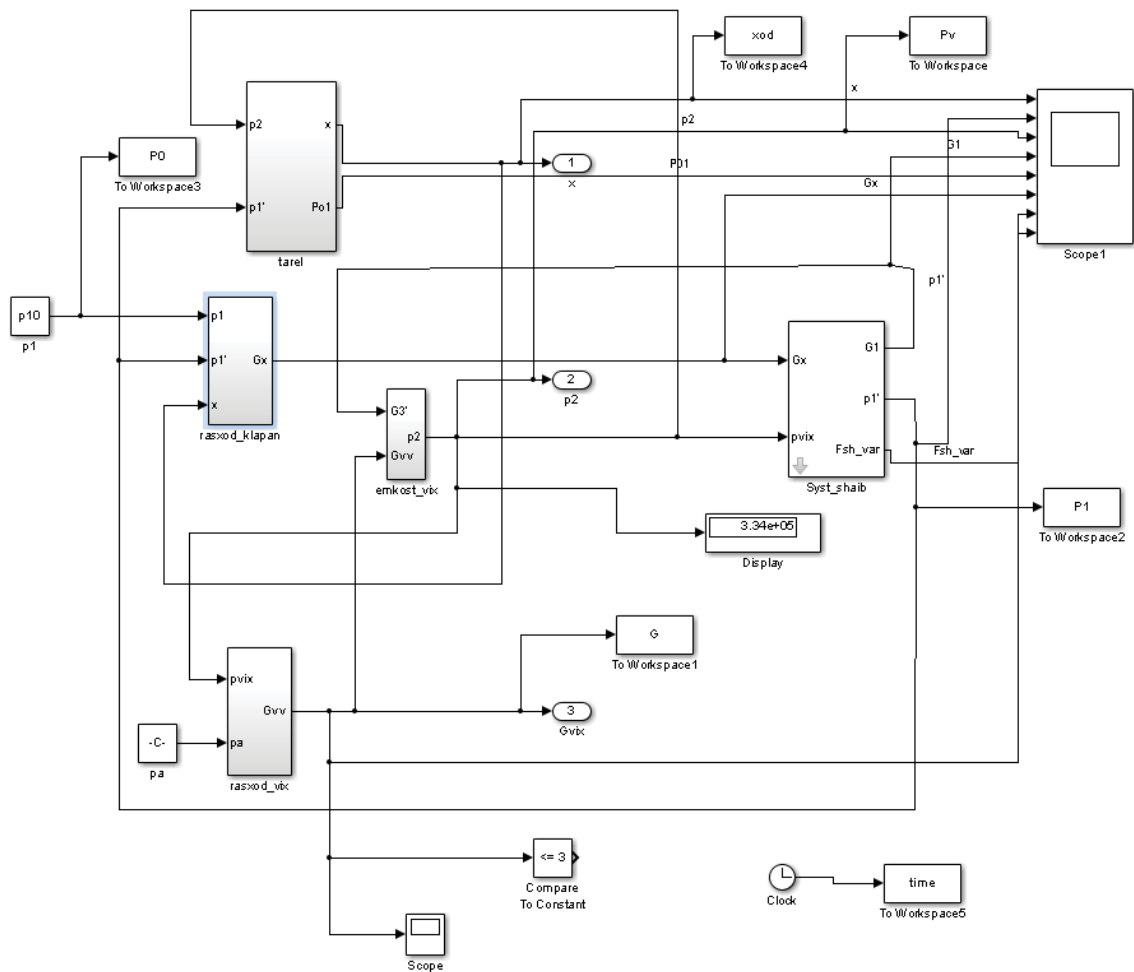 xod
To Workspace4
Pv
To Workspace
x
p2
x
Po1
p1'
tarel
P0
To Workspace3
p2
G1
1
x
P01
Gx
Scope1
p10
p1
p1
p1'
x
Gx
rasxod_klapan
p1'
Gx
pvix
G1
p1'
Fsh_var
Syst_shaib
Fsh_var
2
p2
G3'
Gvv
p2
emkost_vix
3.34e+05
Display
P1
To Workspace2
G
To Workspace1
pvix
pa
Gvv
rasxod_vix
-C-
pa
3
Gvix
<= 3
Compare
To Constant
Clock
time
To Workspace5
Scope